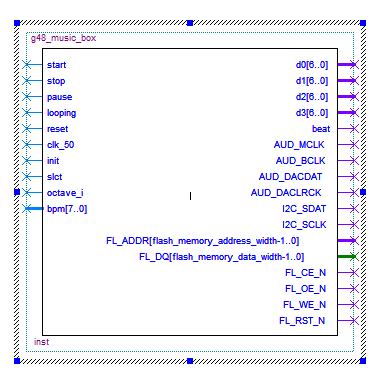 g48_music_box
start d0[6..0]
stop d1[6..0]
pause d2[6..0]
looping d3[6..0]
reset beat
clk_50 AUD_MCLK
init AUD_BCLK
slct AUD_DACDAT
octave_i AUD_DACLRCK
bpm[7..0] I2C_SDAT
I2C_SCLK
FL_ADDR[flash_memory_address_width-1..0]
FL_DQ[flash_memory_data_width-1..0]
FL_CE_N
FL_OE_N
FL_WE_N
FL_RST_N
inst